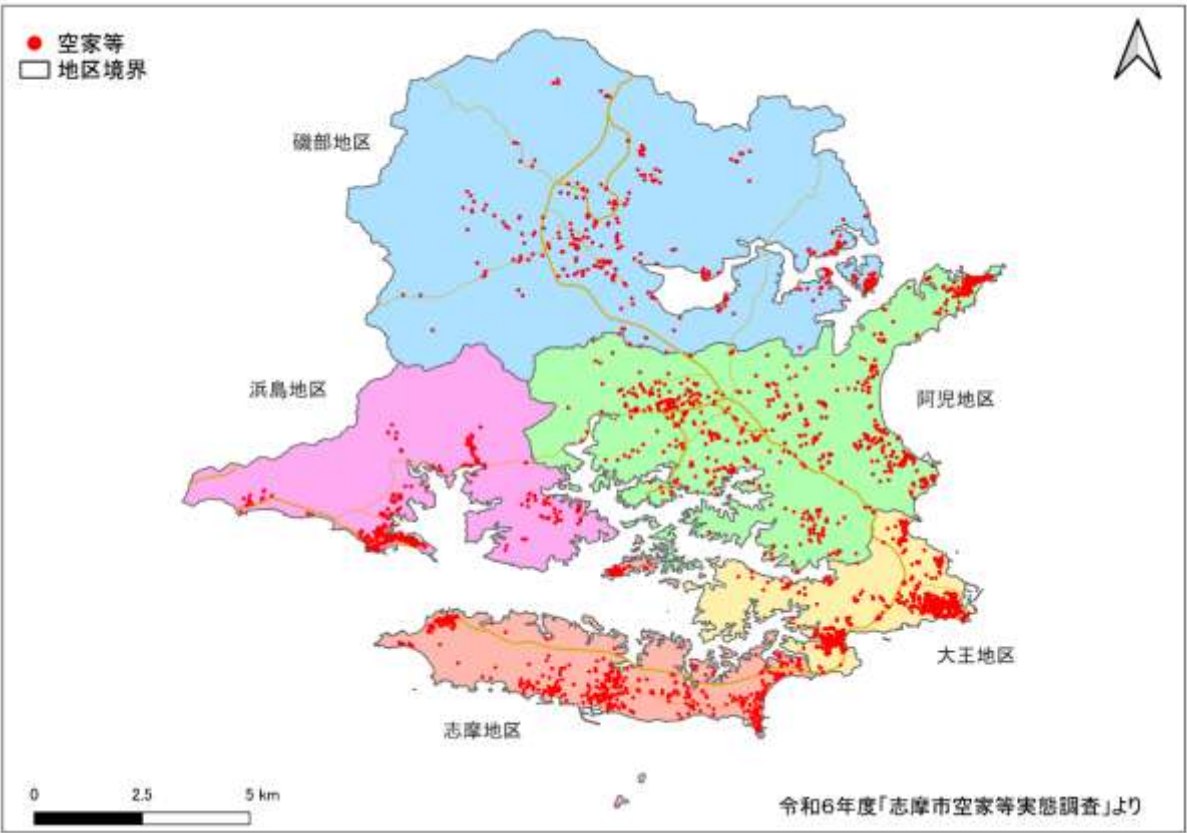 空家等
地区境界
磯部地区
浜島地区
阿児地区
大王地区
志摩地区
0 2.5 5 km
令和6年度「志摩市空家等実態調査」より